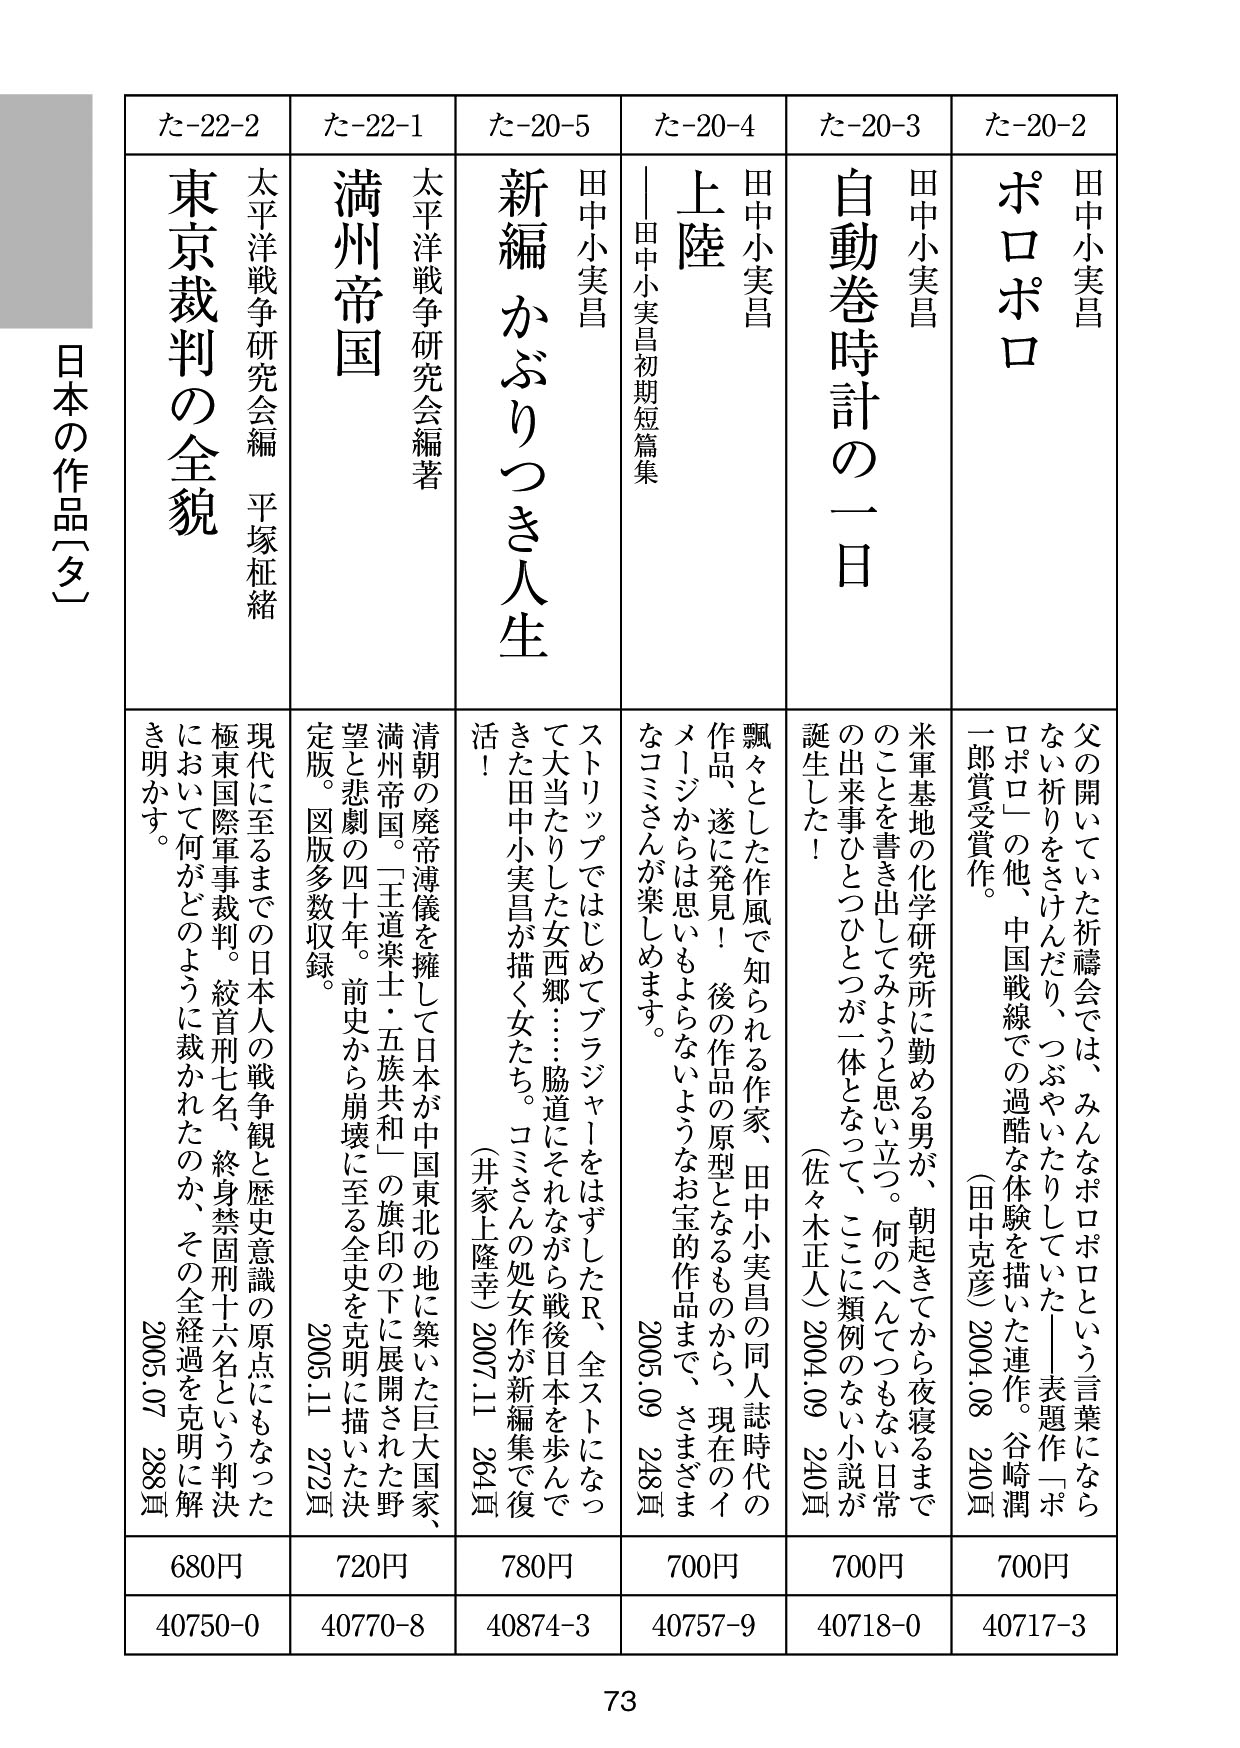 た-20-2
田中小実昌
ポロポロ
父の開いていた祈禱会では、みんなポロポロという言葉になら
ない祈りをさけんだり、つぶやいたりしていた――表題作「ポ
ロポロ」の他、中国戦線での過酷な体験を描いた連作。谷崎潤
一郎賞受賞作。
（田中克彦）2004.08 240頁
700円
40717-3
た-20-3
田中小実昌
自動巻時計の一日
米軍基地の化学研究所に勤める男が、朝起きてから夜寝るまで
のことを書き出してみようと思い立つ。何のへんてつもない日常
の出来事ひとつひとつが一体となって、ここに類例のない小説が
誕生した！
（佐々木正人）2004.09 240頁
700円
40718-0
た-20-4
田中小実昌
上陸
――田中小実昌初期短篇集
飄々とした作風で知られる作家、田中小実昌の同人誌時代の
作品、遂に発見！　後の作品の原型となるものから、現在のイ
メージからは思いもよらないようなお宝的作品まで、さまざま
なコミさんが楽しめます。
2005.09 248頁
700円
40757-9
た-20-5
田中小実昌
新編 かぶりつき人生
ストリップではじめてブラジャーをはずしたR、全ストになっ
て大当たりした女西郷……脇道にそれながら戦後日本を歩んで
きた田中小実昌が描く女たち。コミさんの処女作が新編集で復
活！
（井家上隆幸）2007.11 264頁
780円
40874-3
た-22-1
太平洋戦争研究会編著
満州帝国
清朝の廃帝溥儀を擁して日本が中国東北の地に築いた巨大国家、
満州帝国。「王道楽土・五族共和」の旗印の下に展開された野
望と悲劇の四十年。前史から崩壊に至る全史を克明に描いた決
定版。図版多数収録。
2005.11 272頁
720円
40770-8
た-22-2
太平洋戦争研究会編　平塚柾緒
東京裁判の全貌
現代に至るまでの日本人の戦争観と歴史意識の原点にもなった
極東国際軍事裁判。絞首刑七名、終身禁固刑十六名という判決
において何がどのように裁かれたのか、その全経過を克明に解
き明かす。
2005.07 288頁
680円
40750-0
日本の作品〔タ〕
73